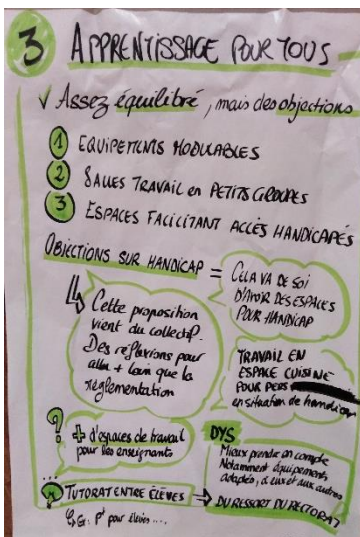 3 APPRENTISSAGE POUR TOUS
√ Assez équilibré, mais des objections
1 EQUIPEMENTS MODULABLES
2 SALLES TRAVAIL en PETITS GROUPES
3 ESPACES FACILITANT ACCÈS HANDICAPÉS
OBJECTIONS SUR HANDICAP =
CELA VA DE SOI
D'AVOIR DES ESPACES
POUR HANDICAP
Cette proposition
vient du collectif.
Des réflexions pour
aller + loin que la
réglementation
TRAVAIL EN
ESPACE CUISINE
POUR PERS
en situation de handicap
? + d'espaces de travail
pour les enseignants
DYS
Mieux prendre en compte
Notamment équipements
adaptés, à eux et aux autres
TUTORAT ENTRE ÉLÈVES → DU RESSORT DU RECTORAT
pour élèves ....